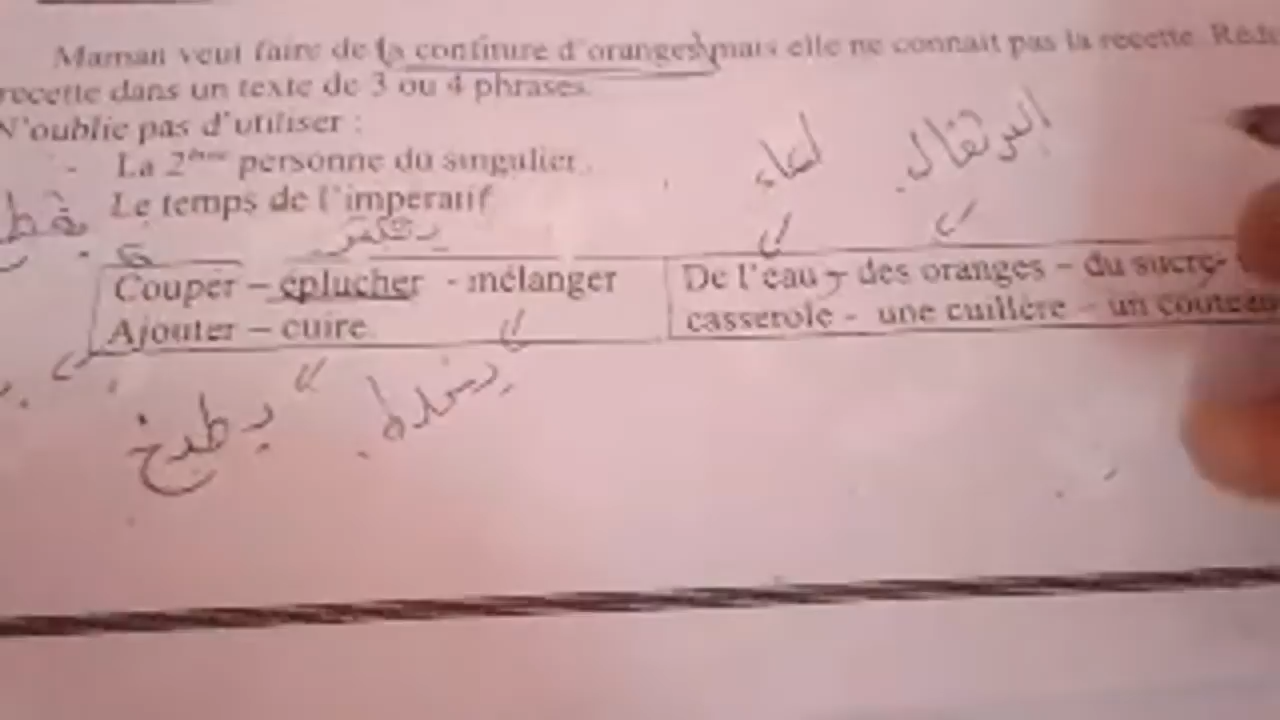 Maman veut faire de la confiture d'oranges mais elle ne connait pas la recette
recette dans un texte de 3 ou 4 phrases.
N'oublie pas d'utiliser :
- La 2ème personne du singulier.
Le temps de l'impératif
الماء البرتقال
يقشر
Couper – éplucher - mélanger
Ajouter – cuire.
De l'eau – des oranges – du sucre-
casserole - une cuillère – un couteau
يطبخ